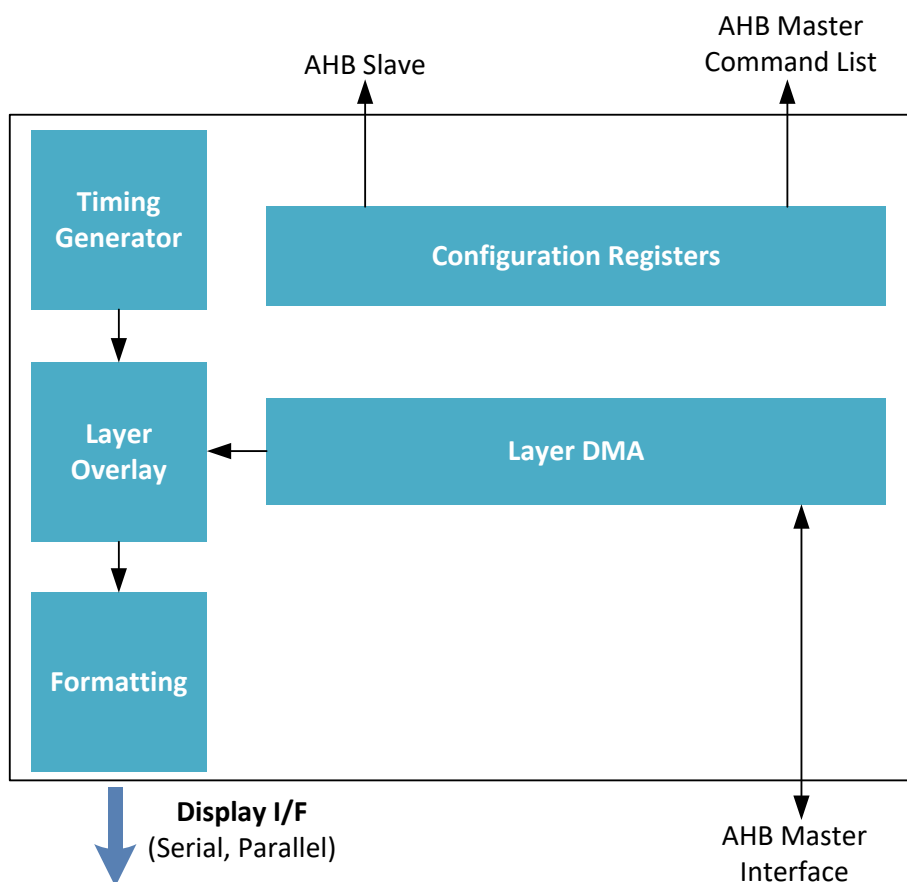 AHB Slave
AHB Master
Command List
Timing
Generator
Configuration Registers
Layer
Overlay
Layer DMA
Formatting
Display I/F
(Serial, Parallel)
AHB Master
Interface